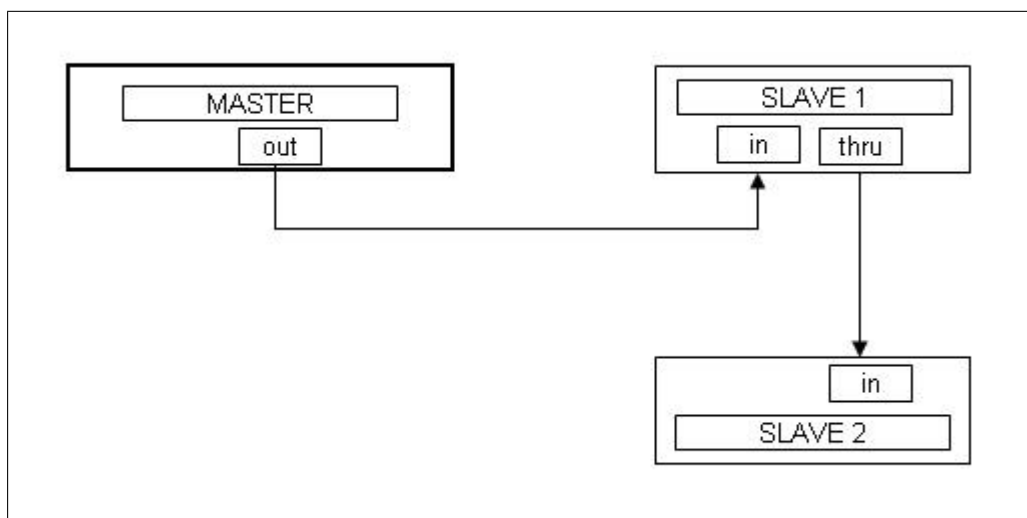 MASTER
out
SLAVE 1
in
thru
in
SLAVE 2